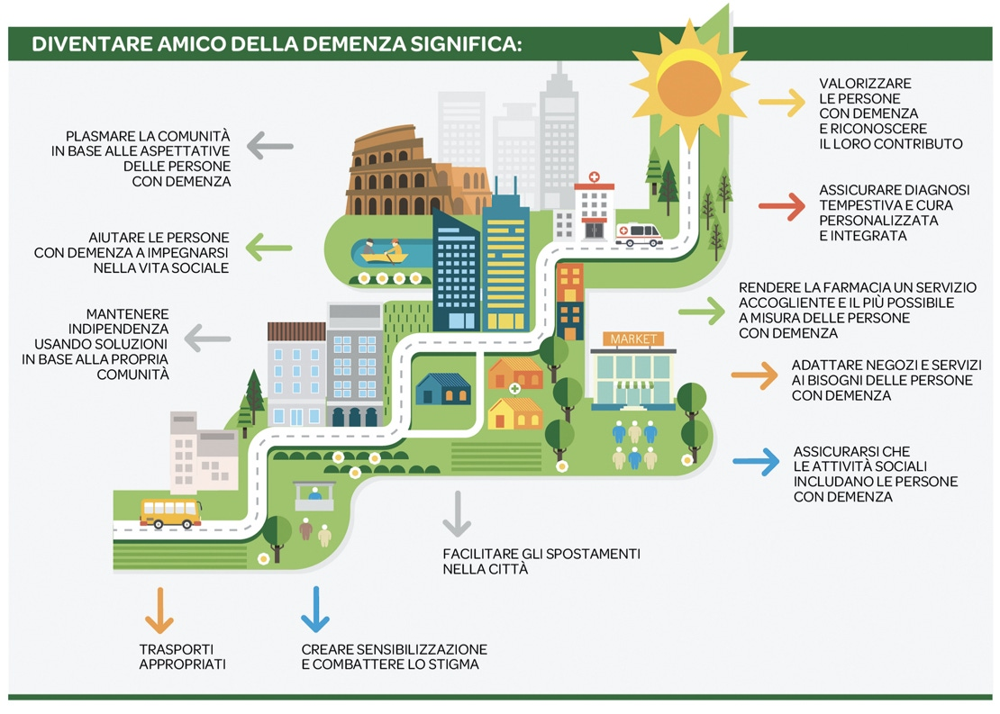 DIVENTARE AMICO DELLA DEMENZA SIGNIFICA:
PLASMARE LA COMUNITÀ
IN BASE ALLE ASPETTATIVE
DELLE PERSONE
CON DEMENZA
AIUTARE LE PERSONE
CON DEMENZA A IMPEGNARSI
NELLA VITA SOCIALE
MANTENERE
INDIPENDENZA
USANDO SOLUZIONI
IN BASE ALLA PROPRIA
COMUNITÀ
VALORIZZARE
LE PERSONE
CON DEMENZA
E RICONOSCERE
IL LORO CONTRIBUTO
ASSICURARE DIAGNOSI
TEMPESTIVA E CURA
PERSONALIZZATA
E INTEGRATA
RENDERE LA FARMACIA UN SERVIZIO
ACCOGLIENTE E IL PIÙ POSSIBILE
A MISURA DELLE PERSONE
CON DEMENZA
MARKET
ADATTARE NEGOZI E SERVIZI
AI BISOGNI DELLE PERSONE
CON DEMENZA
ASSICURARSI CHE
LE ATTIVITÀ SOCIALI
INCLUDANO LE PERSONE
CON DEMENZA
FACILITARE GLI SPOSTAMENTI
NELLA CITTÀ
TRASPORTI
APPROPRIATI
CREARE SENSIBILIZZAZIONE
E COMBATTERE LO STIGMA